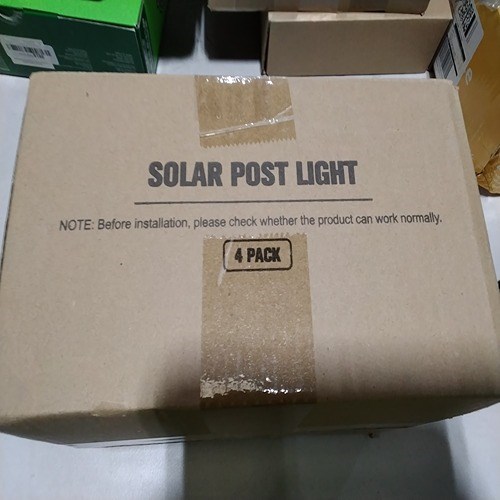 SOLAR POST LIGHT
NOTE: Before installation, please check whether the product can work normally.
4 PACK